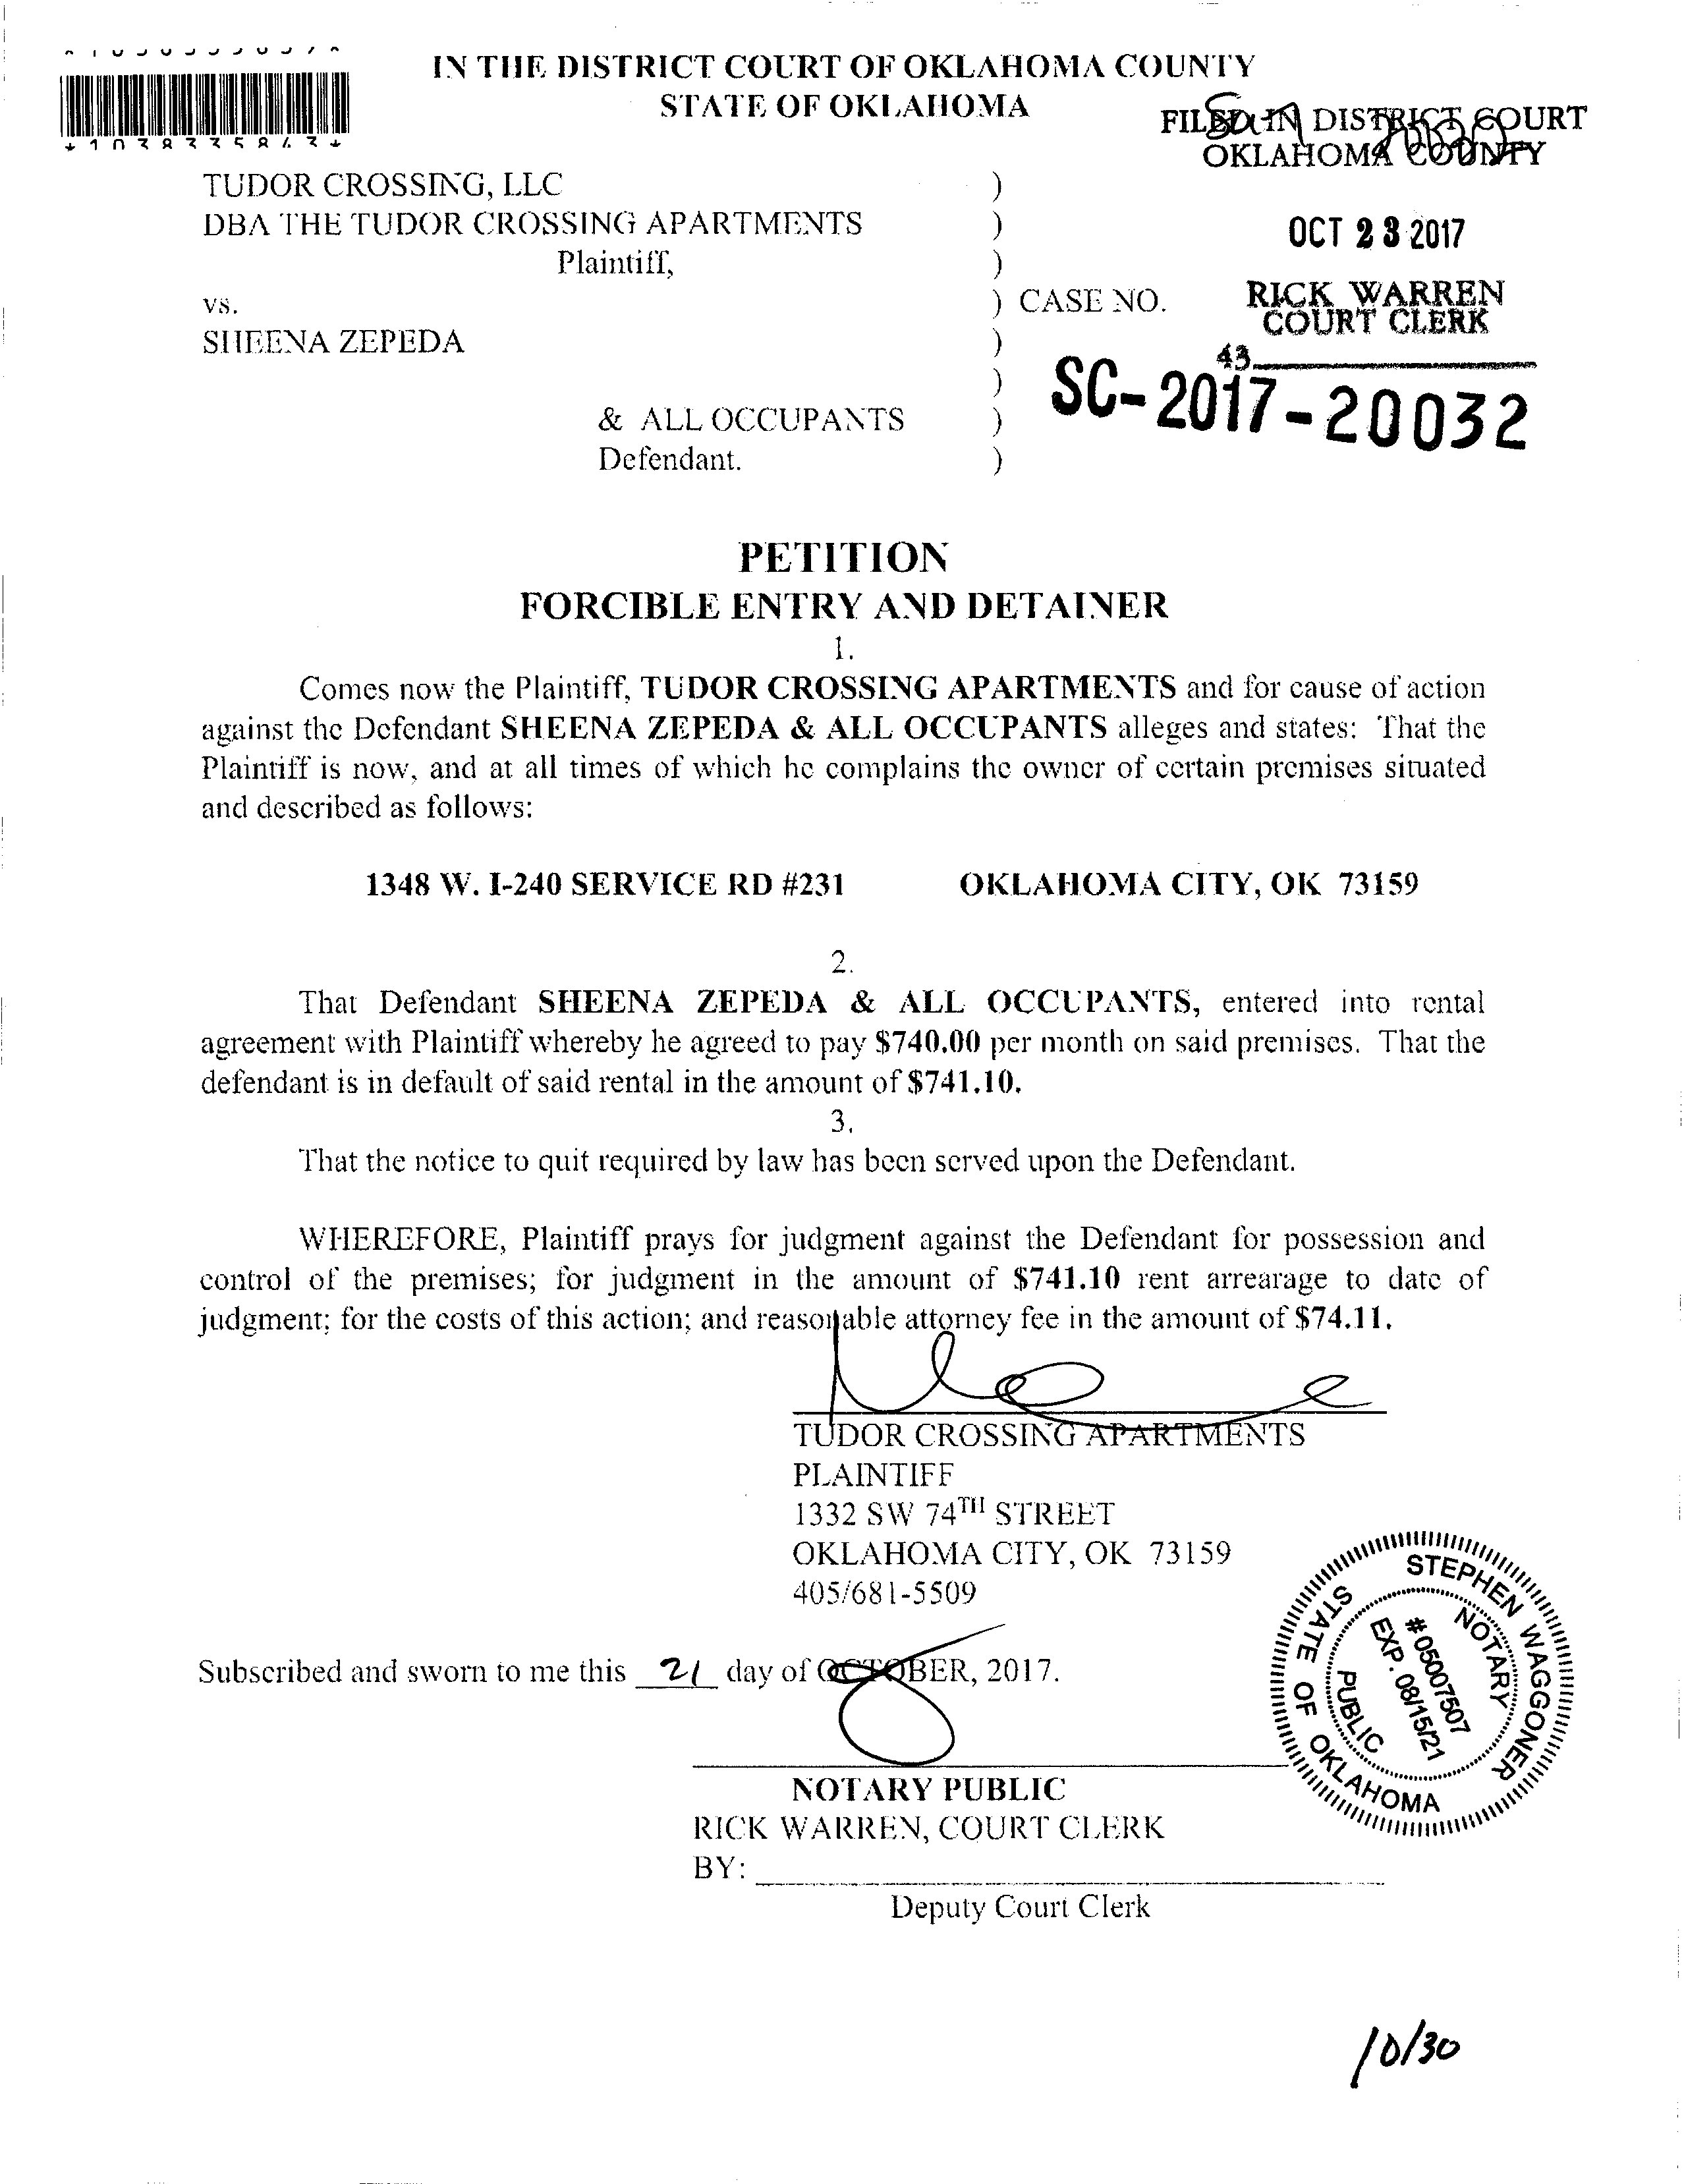 IN THE DISTRICT COURT OF OKLAHOMA COUNTY
STATE OF OKLAHOMA
FILED IN DISTRICT COURT
OKLAHOMA COUNTY
TUDOR CROSSING, LLC )
DBA THE TUDOR CROSSING APARTMENTS )
OCT 23 2017
Plaintiff, )
vs. ) CASE NO.
RICK WARREN
COURT CLERK
SHEENA ZEPEDA )
43
)
SC-2017-20032
& ALL OCCUPANTS )
Defendant. )
PETITION
FORCIBLE ENTRY AND DETAINER
1.
Comes now the Plaintiff, TUDOR CROSSING APARTMENTS and for cause of action
against the Defendant SHEENA ZEPEDA & ALL OCCUPANTS alleges and states: That the
Plaintiff is now, and at all times of which he complains the owner of certain premises situated
and described as follows:
1348 W. I-240 SERVICE RD #231 OKLAHOMA CITY, OK 73159
2.
That Defendant SHEENA ZEPEDA & ALL OCCUPANTS, entered into rental
agreement with Plaintiff whereby he agreed to pay $740.00 per month on said premises. That the
defendant is in default of said rental in the amount of $741.10.
3.
That the notice to quit required by law has been served upon the Defendant.
WHEREFORE, Plaintiff prays for judgment against the Defendant for possession and
control of the premises; for judgment in the amount of $741.10 rent arrearage to date of
judgment; for the costs of this action; and reasonable attorney fee in the amount of $74.11.
TUDOR CROSSING APARTMENTS
PLAINTIFF
1332 SW 74TH STREET
OKLAHOMA CITY, OK 73159
405/681-5509
Subscribed and sworn to me this 21 day of OCTOBER, 2017.
STEPHEN WAGGONER
NOTARY
# 05007507
EXP. 08/15/21
PUBLIC
STATE OF OKLAHOMA
NOTARY PUBLIC
RICK WARREN, COURT CLERK
BY:
Deputy Court Clerk
10/30